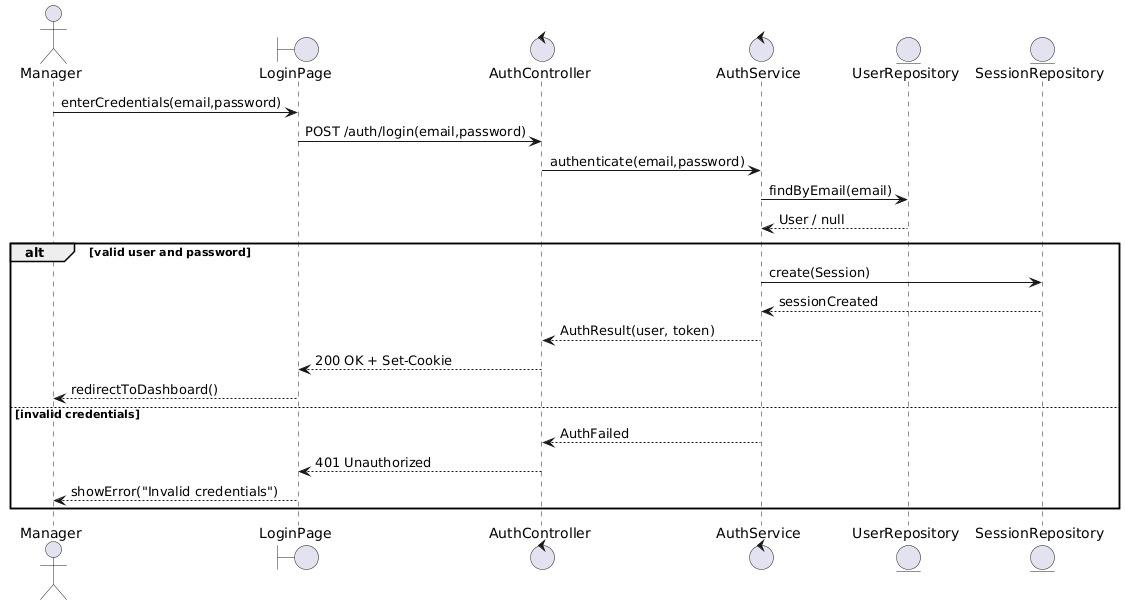 Manager LoginPage AuthController AuthService UserRepository SessionRepository
enterCredentials(email,password)
POST /auth/login(email,password)
authenticate(email,password)
findByEmail(email)
User / null
alt [valid user and password]
create(Session)
sessionCreated
AuthResult(user, token)
200 OK + Set-Cookie
redirectToDashboard()
[invalid credentials]
AuthFailed
401 Unauthorized
showError("Invalid credentials")
Manager LoginPage AuthController AuthService UserRepository SessionRepository